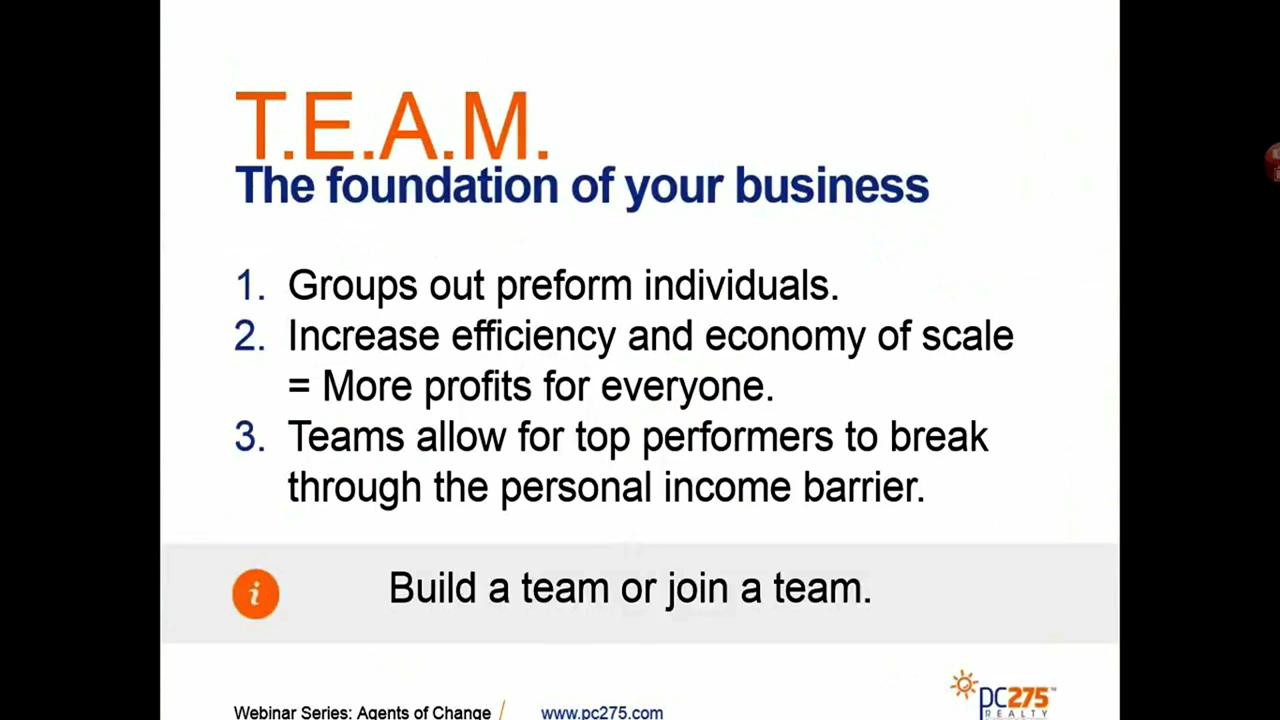 T.E.A.M.
The foundation of your business
1. Groups out preform individuals.
2. Increase efficiency and economy of scale
= More profits for everyone.
3. Teams allow for top performers to break
through the personal income barrier.
i
Build a team or join a team.
Webinar Series: Agents of Change / www.pc275.com
pc275
REALTY